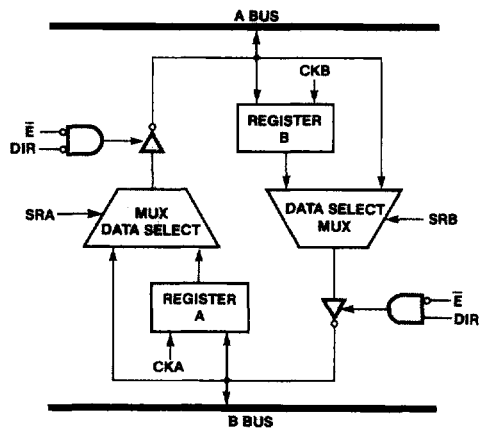 A BUS
CKB
REGISTER
B
E̅
DIR
MUX
DATA SELECT
SRA
DATA SELECT
MUX
SRB
REGISTER
A
E̅
DIR
CKA
B BUS